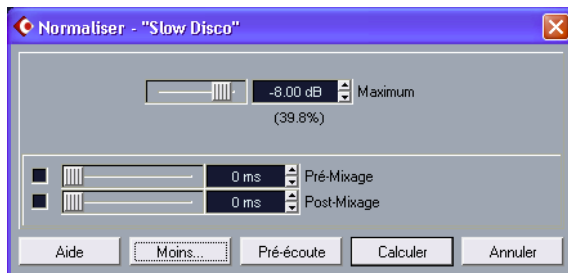 Normaliser - "Slow Disco"
-8.00 dB Maximum
(39.8%)
0 ms Pré-Mixage
0 ms Post-Mixage
Aide Moins... Pré-écoute Calculer Annuler